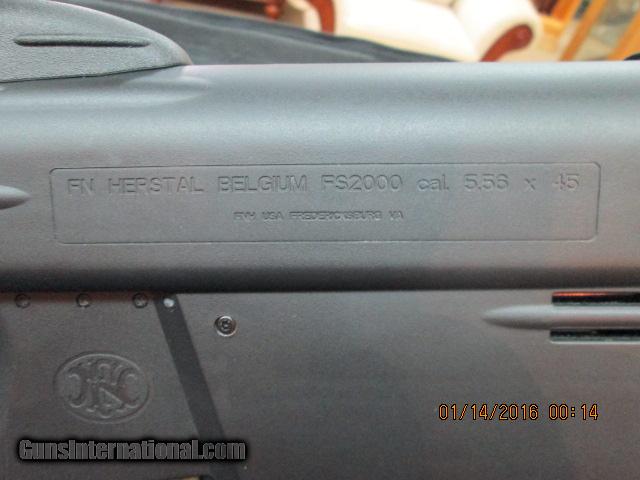 FN HERSTAL BELGIUM FS2000 cal. 5.56 x 45
FNH USA FREDERICKSBURG VA
FN
01/14/2016 00:14
GunsInternational.com